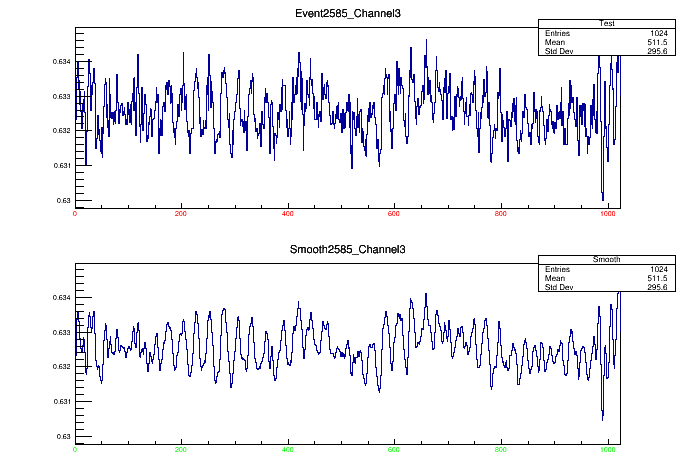 Event2585_Channel3
Test
Entries 1024
Mean 511.5
Std Dev 295.6
0.634
0.633
0.632
0.631
0.63
0 200 400 600 800 1000
Smooth2585_Channel3
Smooth
Entries 1024
Mean 511.5
Std Dev 295.6
0.634
0.633
0.632
0.631
0.63
0 200 400 600 800 1000